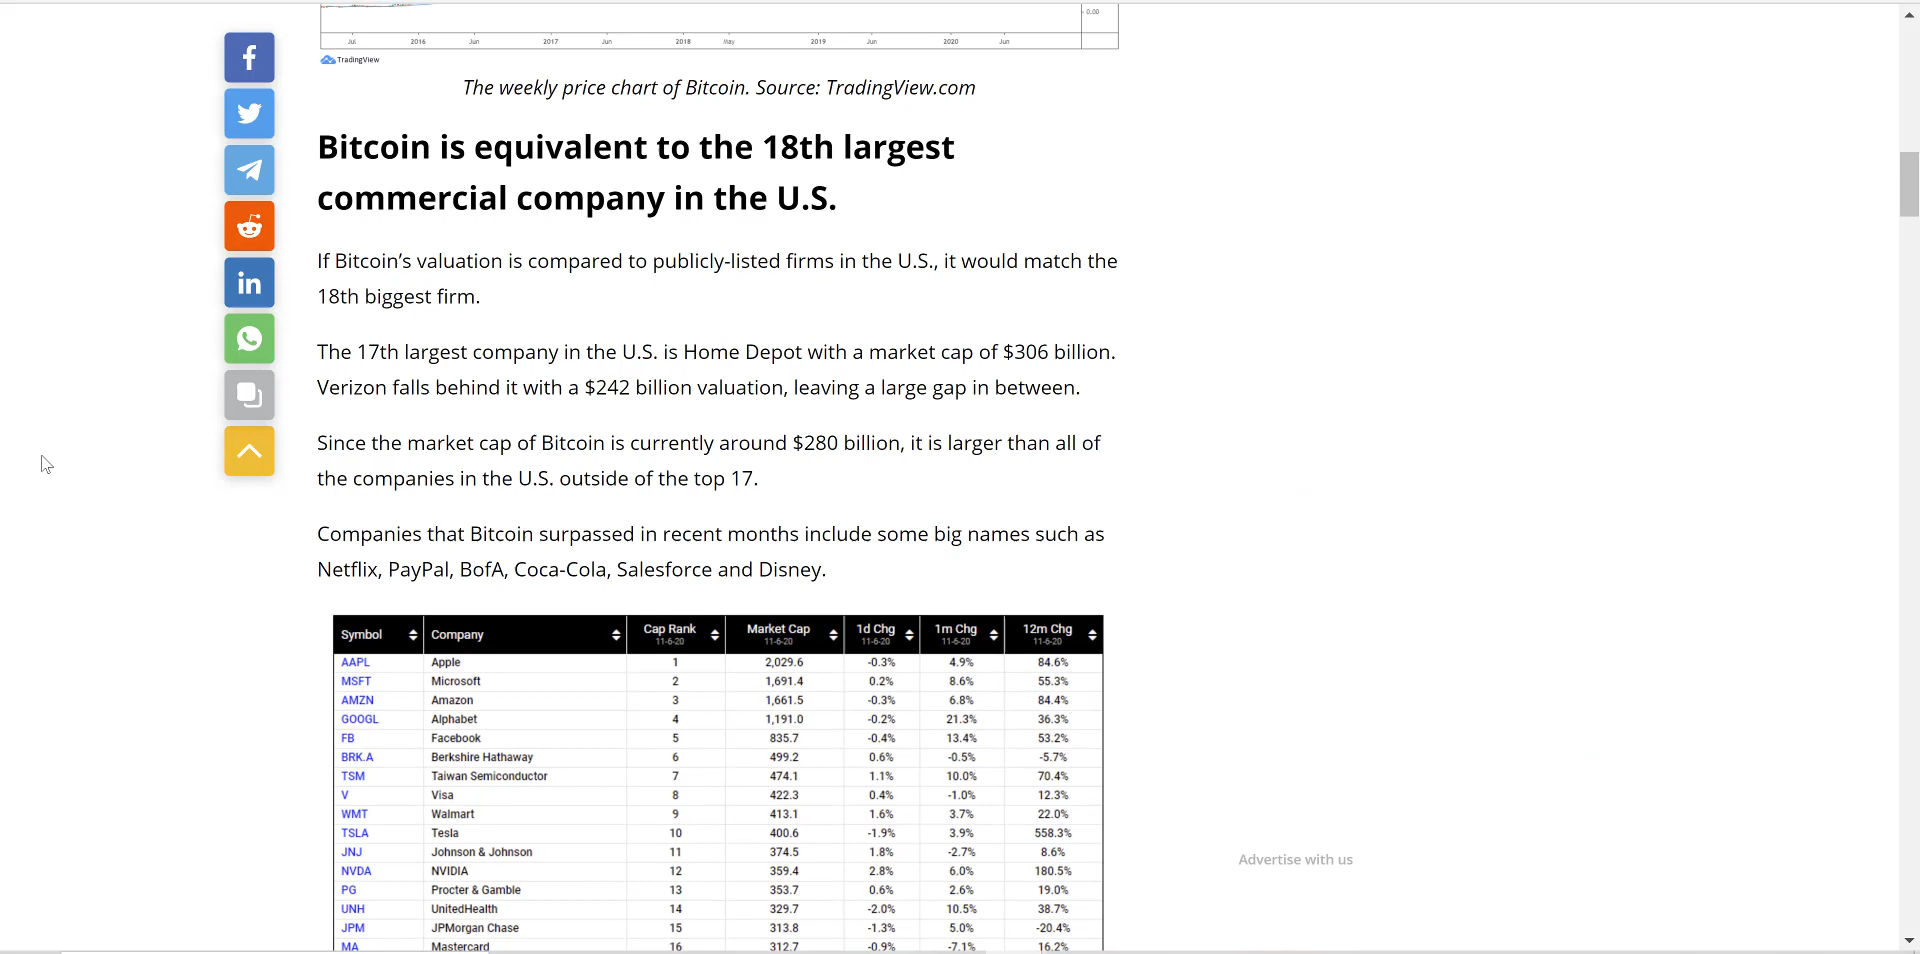 0.00
Jul 2016 Jun 2017 Jun 2018 May 2019 Jun 2020 Jun
TradingView
The weekly price chart of Bitcoin. Source: TradingView.com
Bitcoin is equivalent to the 18th largest
commercial company in the U.S.
If Bitcoin’s valuation is compared to publicly-listed firms in the U.S., it would match the
18th biggest firm.
The 17th largest company in the U.S. is Home Depot with a market cap of $306 billion.
Verizon falls behind it with a $242 billion valuation, leaving a large gap in between.
Since the market cap of Bitcoin is currently around $280 billion, it is larger than all of
the companies in the U.S. outside of the top 17.
Companies that Bitcoin surpassed in recent months include some big names such as
Netflix, PayPal, BofA, Coca-Cola, Salesforce and Disney.
Symbol Company Cap Rank Market Cap 1d Chg 1m Chg 12m Chg
11-6-20 11-6-20 11-6-20 11-6-20 11-6-20
AAPL Apple 1 2,029.6 -0.3% 4.9% 84.6%
MSFT Microsoft 2 1,691.4 0.2% 8.6% 55.3%
AMZN Amazon 3 1,661.5 -0.3% 6.8% 84.4%
GOOGL Alphabet 4 1,191.0 -0.2% 21.3% 36.3%
FB Facebook 5 835.7 -0.4% 13.4% 53.2%
BRK.A Berkshire Hathaway 6 499.2 0.6% -0.5% -5.7%
TSM Taiwan Semiconductor 7 474.1 1.1% 10.0% 70.4%
V Visa 8 422.3 0.4% -1.0% 12.3%
WMT Walmart 9 413.1 1.6% 3.7% 22.0%
TSLA Tesla 10 400.6 -1.9% 3.9% 558.3%
JNJ Johnson & Johnson 11 374.5 1.8% -2.7% 8.6%
NVDA NVIDIA 12 359.4 2.8% 6.0% 180.5%
PG Procter & Gamble 13 353.7 0.6% 2.6% 19.0%
UNH UnitedHealth 14 329.7 -2.0% 10.5% 38.7%
JPM JPMorgan Chase 15 313.8 -1.3% 5.0% -20.4%
MA Mastercard 16 312.7 -0.9% -7.1% 16.2%
Advertise with us